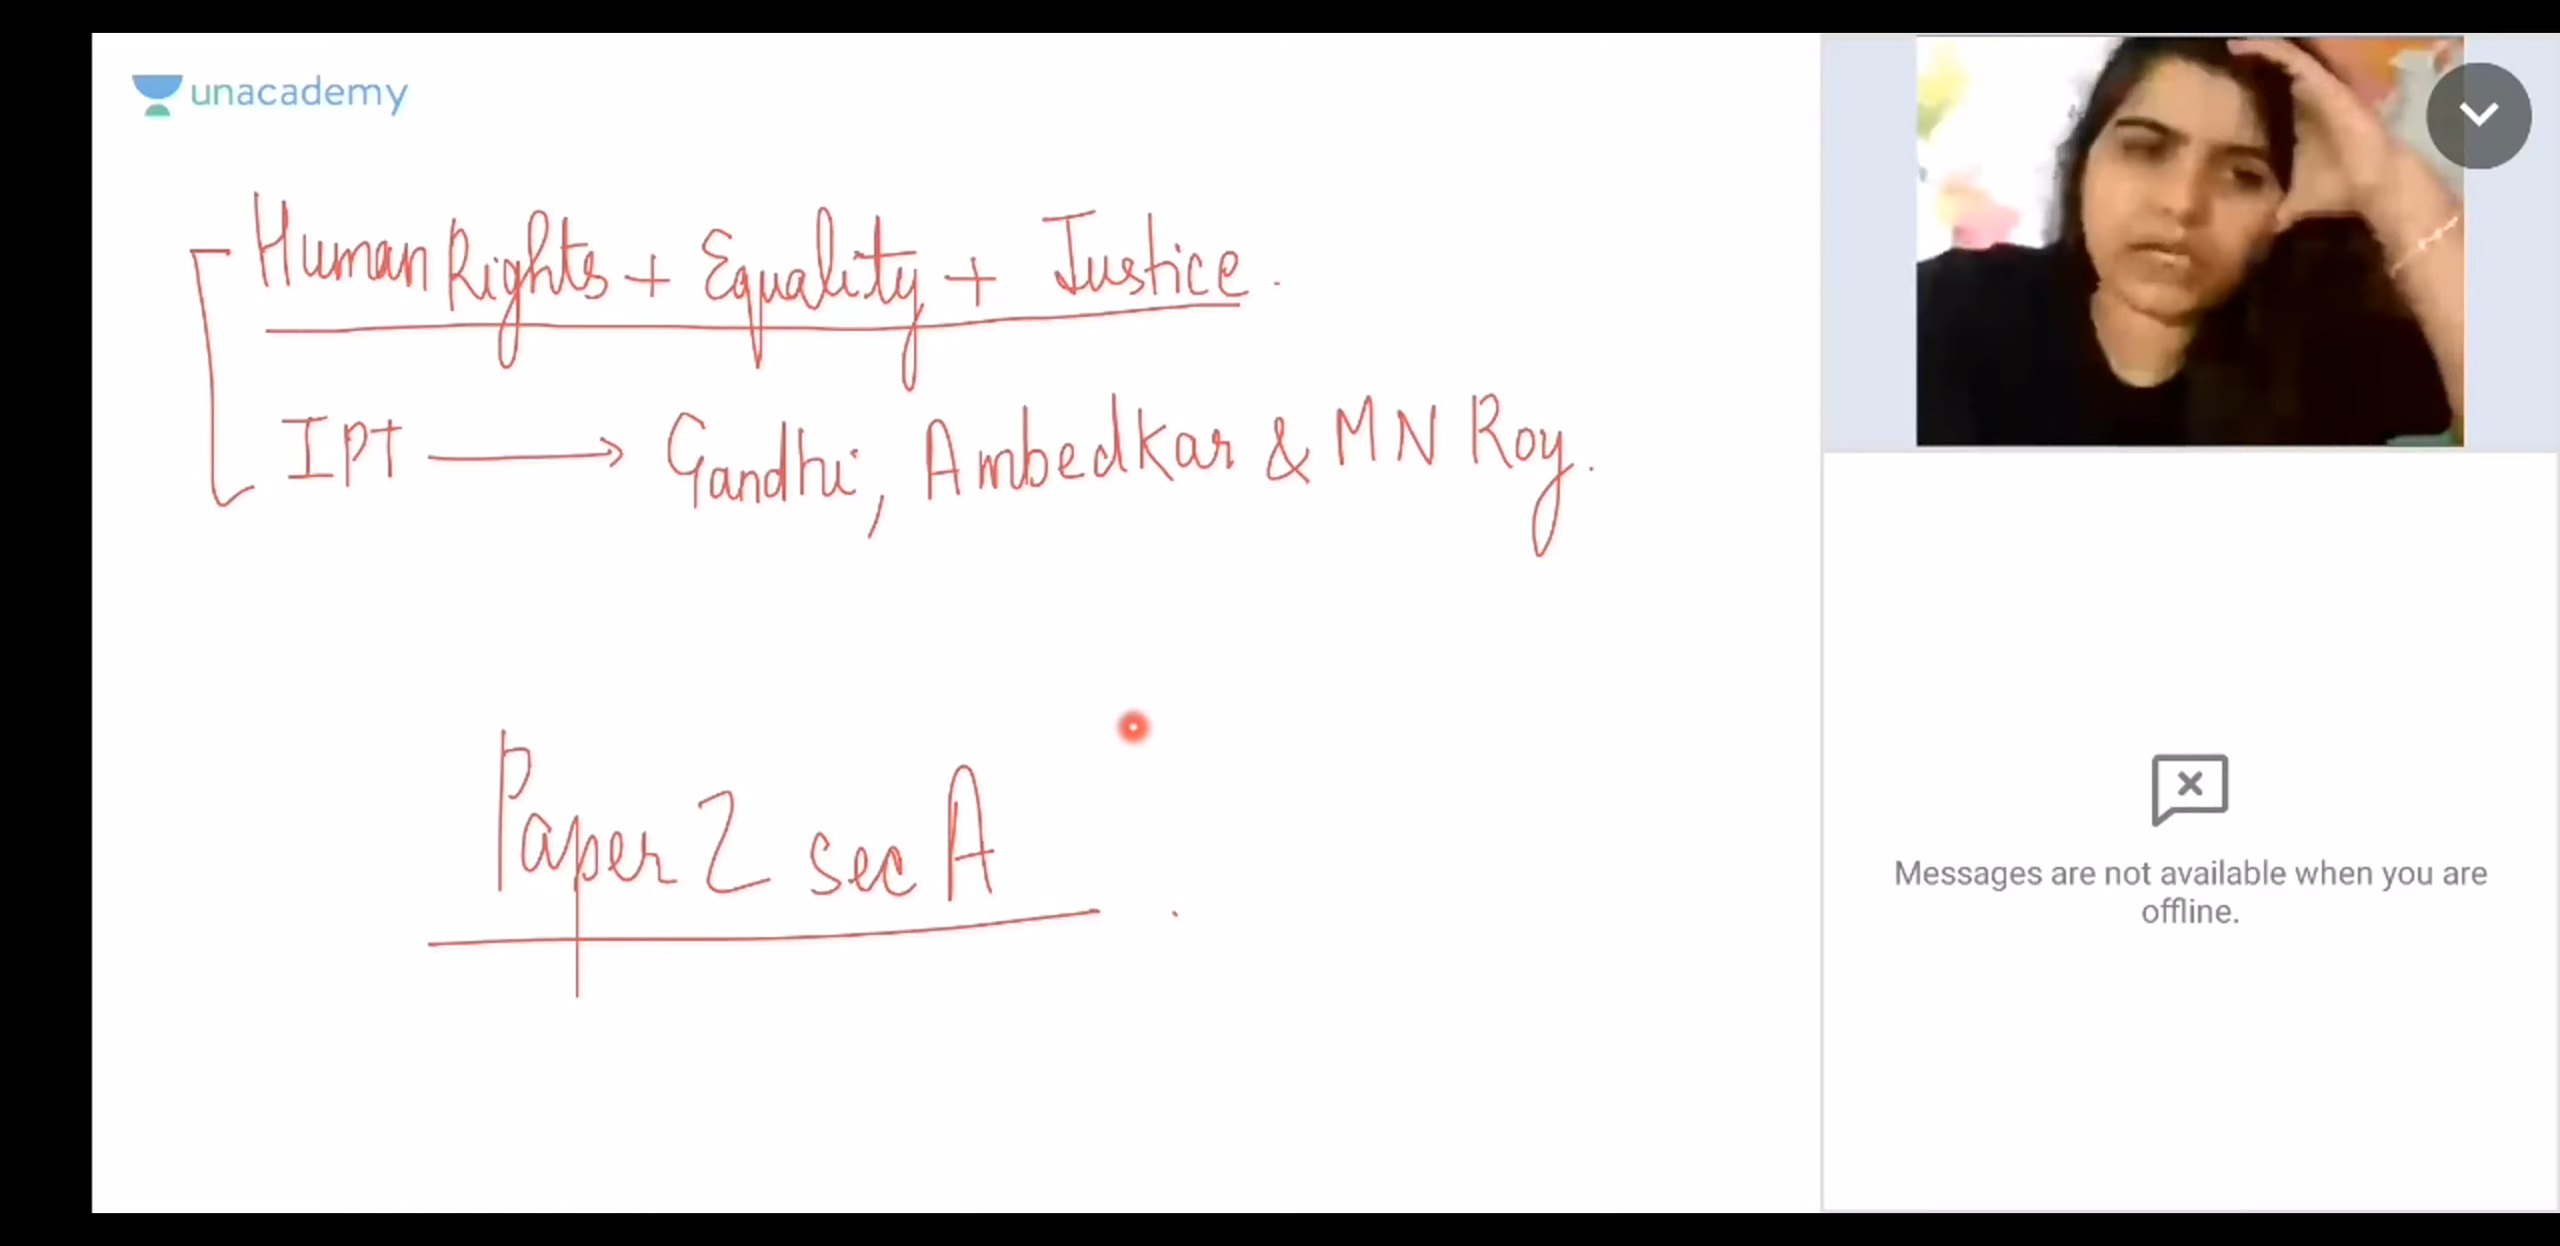 unacademy
Human Rights + Equality + Justice.
IPT → Gandhi, Ambedkar & MN Roy.
Paper 2 sec A
Messages are not available when you are
offline.